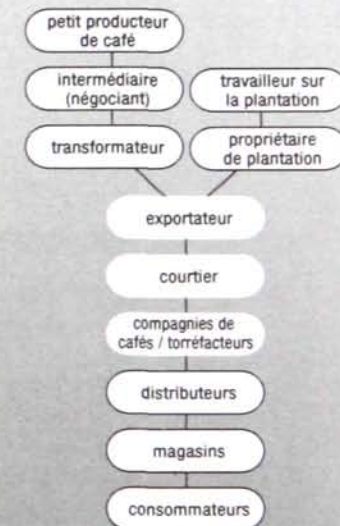 petit producteur
de café
intermédiaire
(négociant)
transformateur
travailleur sur
la plantation
propriétaire
de plantation
exportateur
courtier
compagnies de
cafés / torréfacteurs
distributeurs
magasins
consommateurs